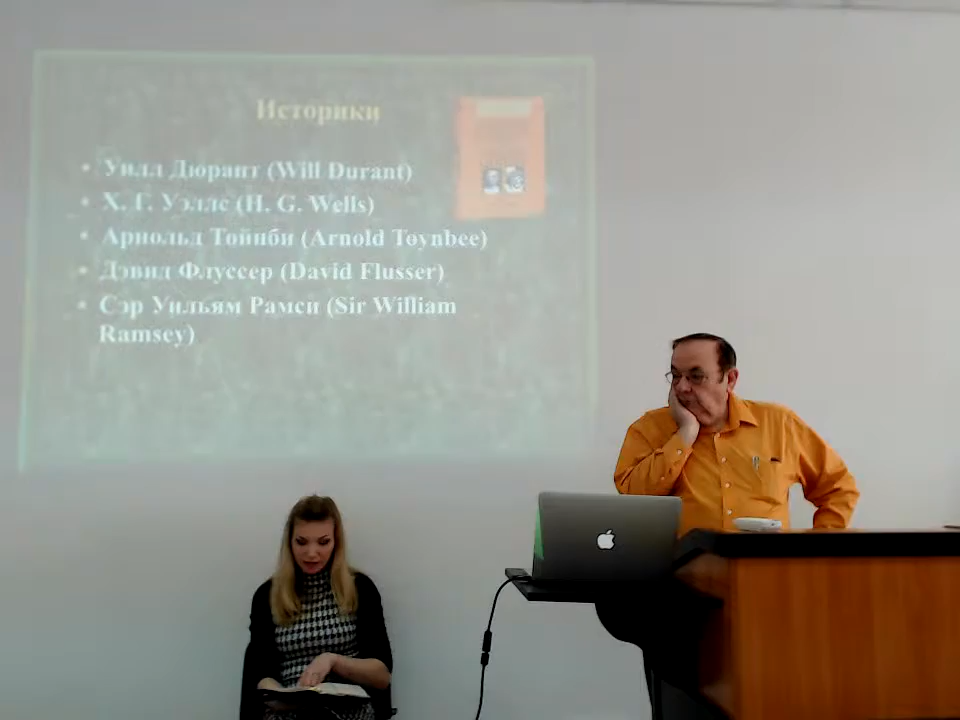 Историки
• Уилл Дюрант (Will Durant)
• Х. Г. Уэллс (H. G. Wells)
• Арнольд Тойнби (Arnold Toynbee)
• Дэвид Флуссер (David Flusser)
• Сэр Уильям Рамси (Sir William
Ramsey)